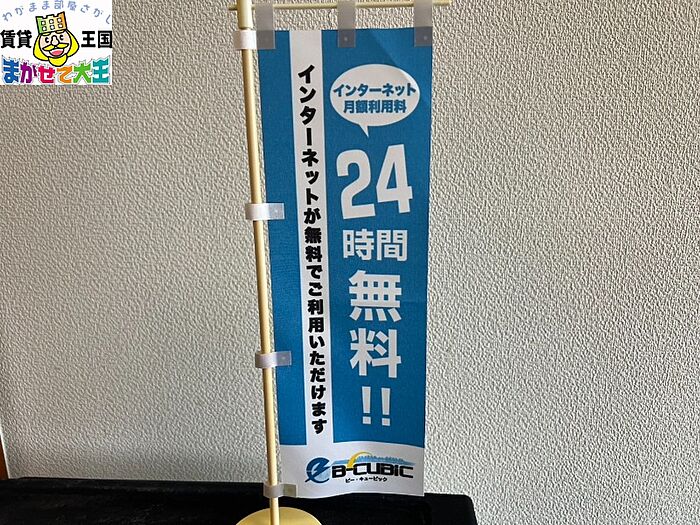 わがまま部屋さがし
賃貸王国
まかせて大王
インターネット
月額利用料
24
時間
無料!!
インターネットが無料でご利用いただけます
B-CUBIC
ビー・キュービック